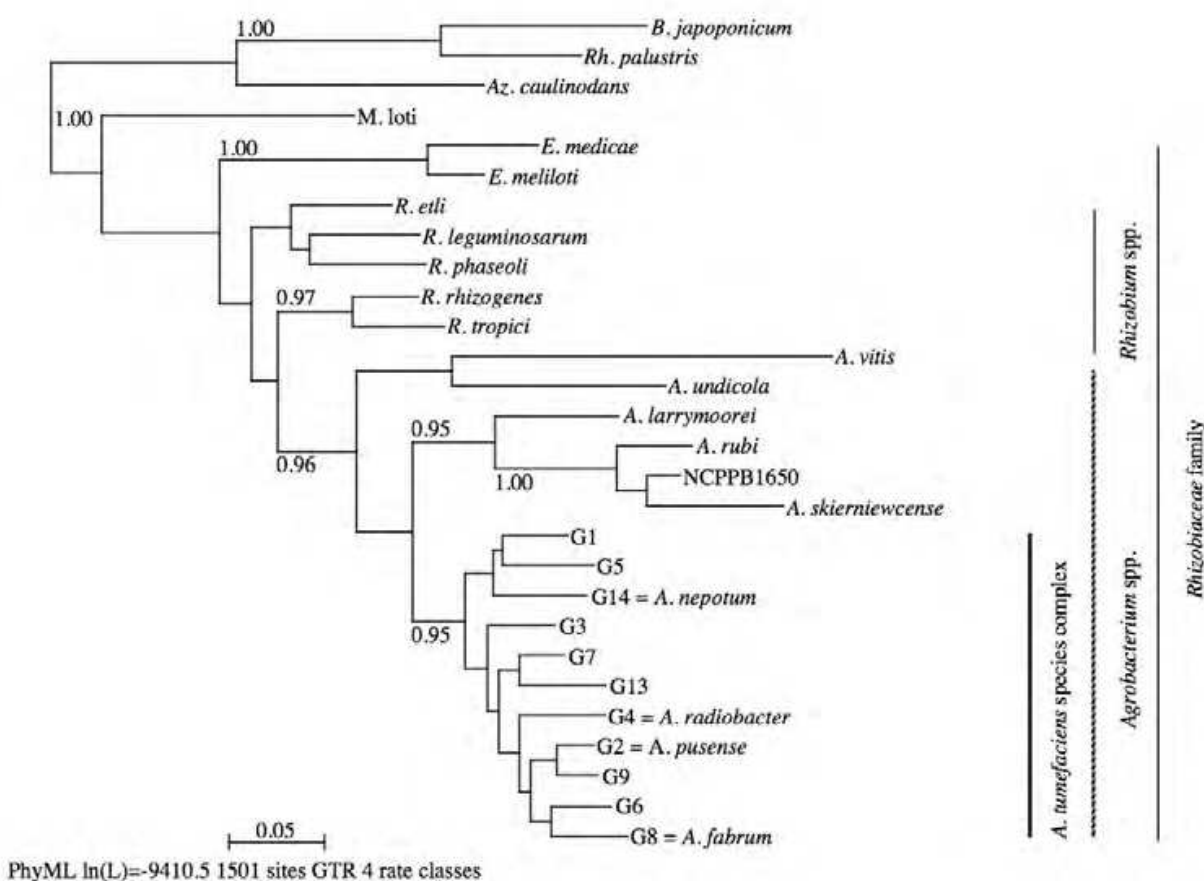 1.00
B. japoponicum
Rh. palustris
Az. caulinodans
1.00
M. loti
1.00
E. medicae
E. meliloti
R. etli
R. leguminosarum
R. phaseoli
0.97
R. rhizogenes
R. tropici
A. vitis
A. undicola
0.96
0.95
A. larrymoorei
A. rubi
1.00
NCPPB1650
A. skierniewcense
G1
G5
G14 = A. nepotum
0.95
G3
G7
G13
G4 = A. radiobacter
G2 = A. pusense
G9
G6
G8 = A. fabrum
A. tumefaciens species complex
Rhizobium spp.
Agrobacterium spp.
Rhizobiaceae family
0.05
PhyML ln(L)=-9410.5 1501 sites GTR 4 rate classes